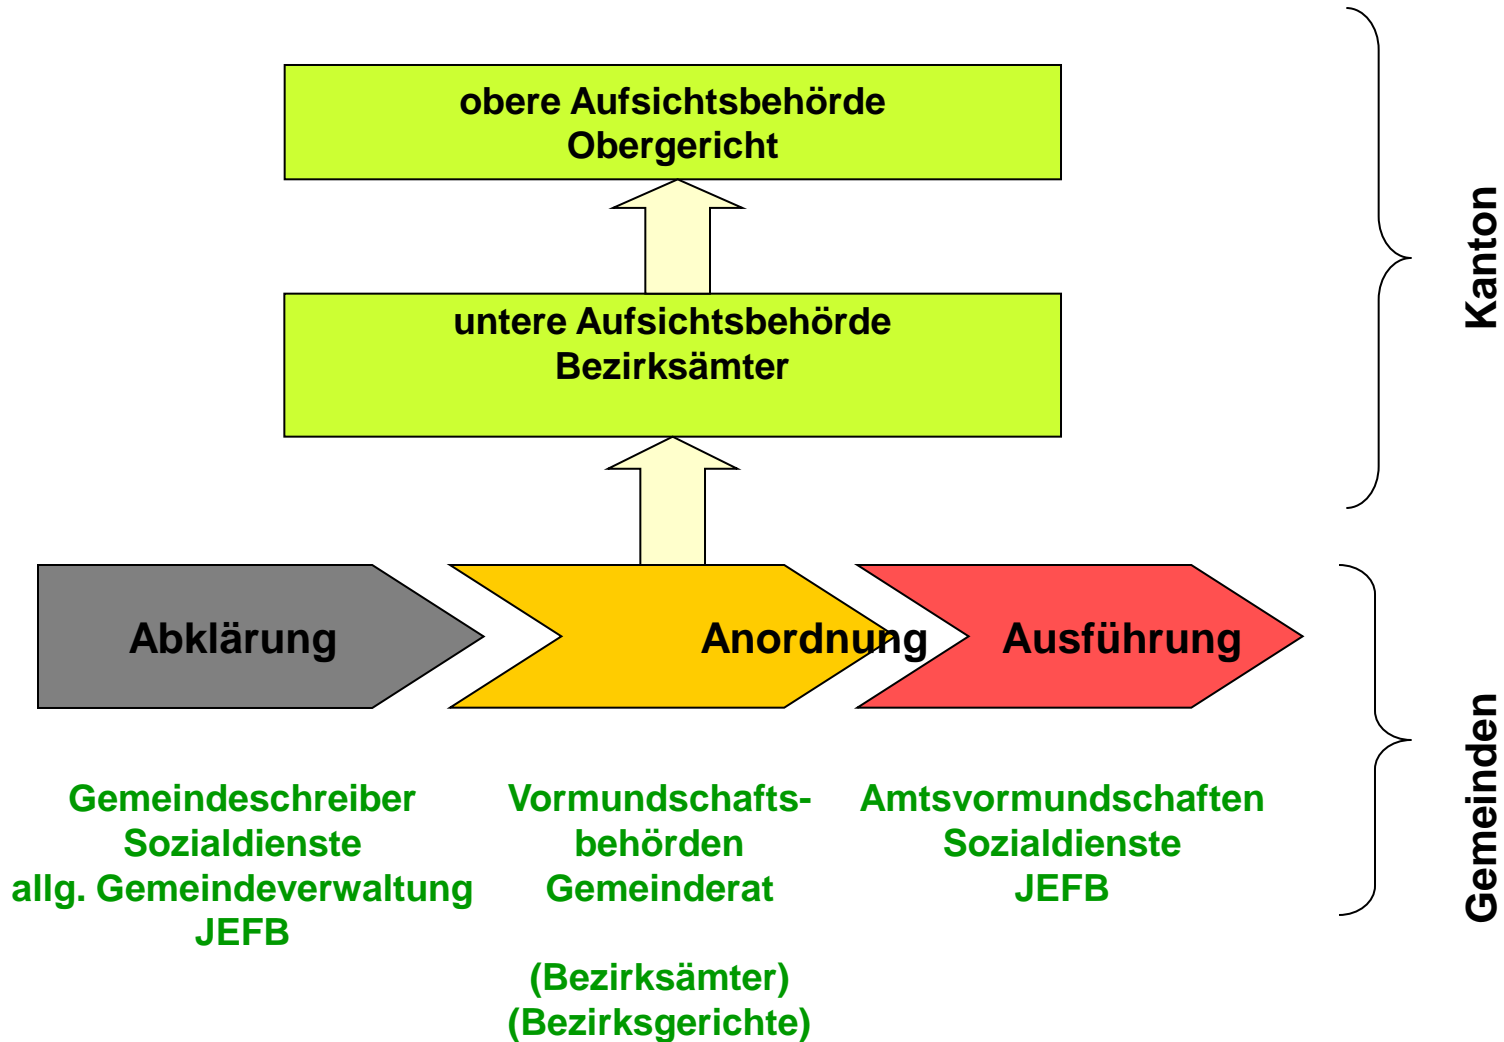 obere Aufsichtsbehörde
Obergericht
untere Aufsichtsbehörde
Bezirksämter
Kanton
Abklärung
Anordnung
Ausführung
Gemeindeschreiber
Sozialdienste
allg. Gemeindeverwaltung
JEFB
Vormundschafts-
behörden
Gemeinderat
(Bezirksämter)
(Bezirksgerichte)
Amtsvormundschaften
Sozialdienste
JEFB
Gemeinden